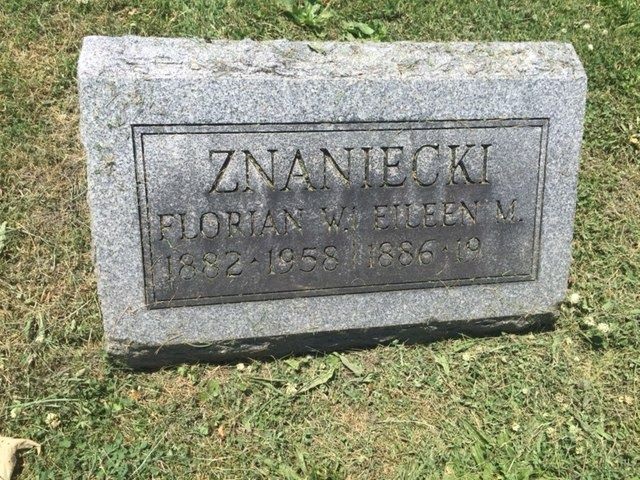 ZNANIECKI
FLORIAN W. EILEEN M.
1882 · 1958 1886 · 19